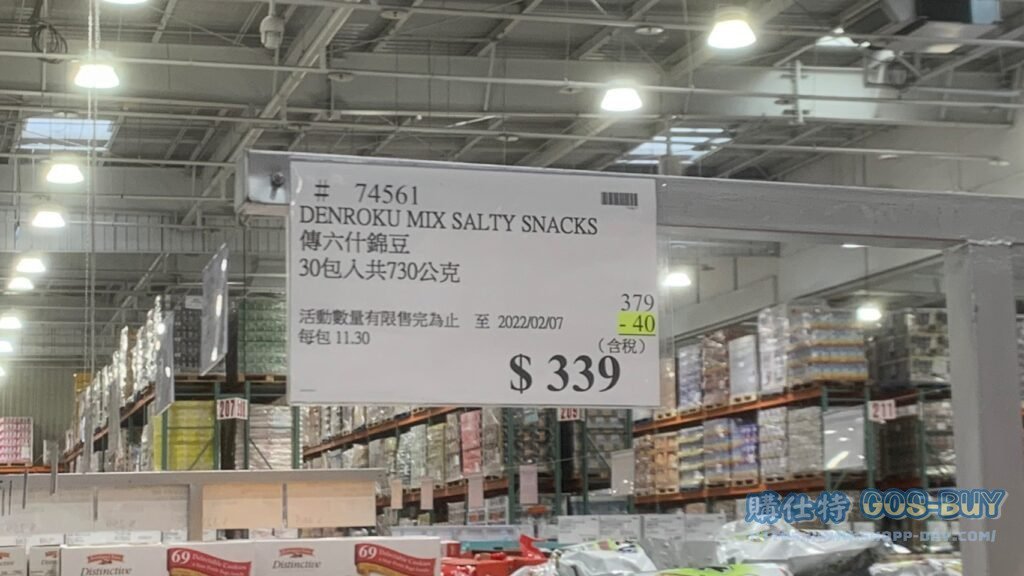 # 74561
DENROKU MIX SALTY SNACKS
傳六什錦豆
30包入共730公克
379
活動數量有限售完為止 至 2022/02/07
- 40
每包 11.30
(含稅)
$ 339
207
209
211
購仕特 GOS-BUY
69
Distinctive
Distinctive
69